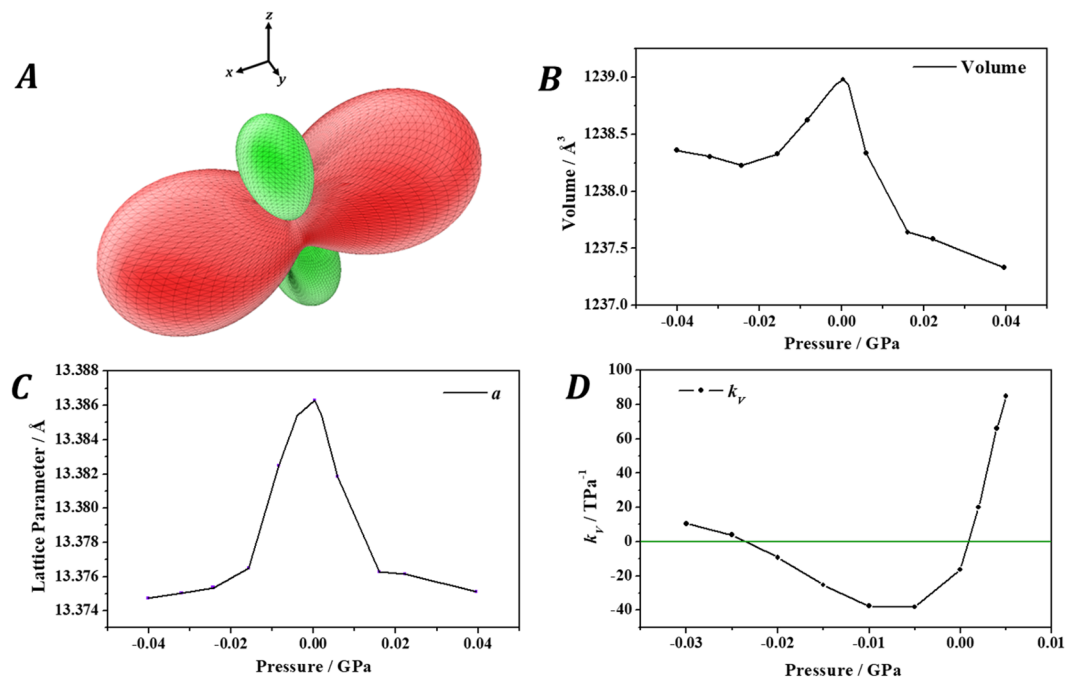 A
z
x
y
B
Volume
1239.0
1238.5
1238.0
1237.5
1237.0
Volume / Å³
-0.04
-0.02
0.00
0.02
0.04
Pressure / GPa
C
a
13.388
13.386
13.384
13.382
13.380
13.378
13.376
13.374
Lattice Parameter / Å
-0.04
-0.02
0.00
0.02
0.04
Pressure / GPa
D
k_V
100
80
60
40
20
0
-20
-40
k_V / TPa⁻¹
-0.03
-0.02
-0.01
0.00
0.01
Pressure / GPa